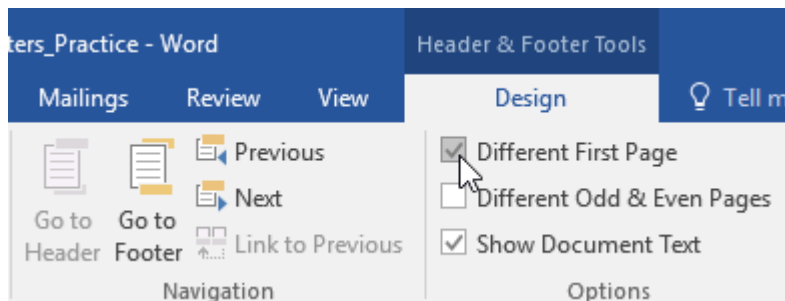 ters_Practice - Word
Header & Footer Tools
Mailings Review View Design Tell m
Previous
Next
Link to Previous
Go to Header
Go to Footer
Navigation
Different First Page
Different Odd & Even Pages
Show Document Text
Options